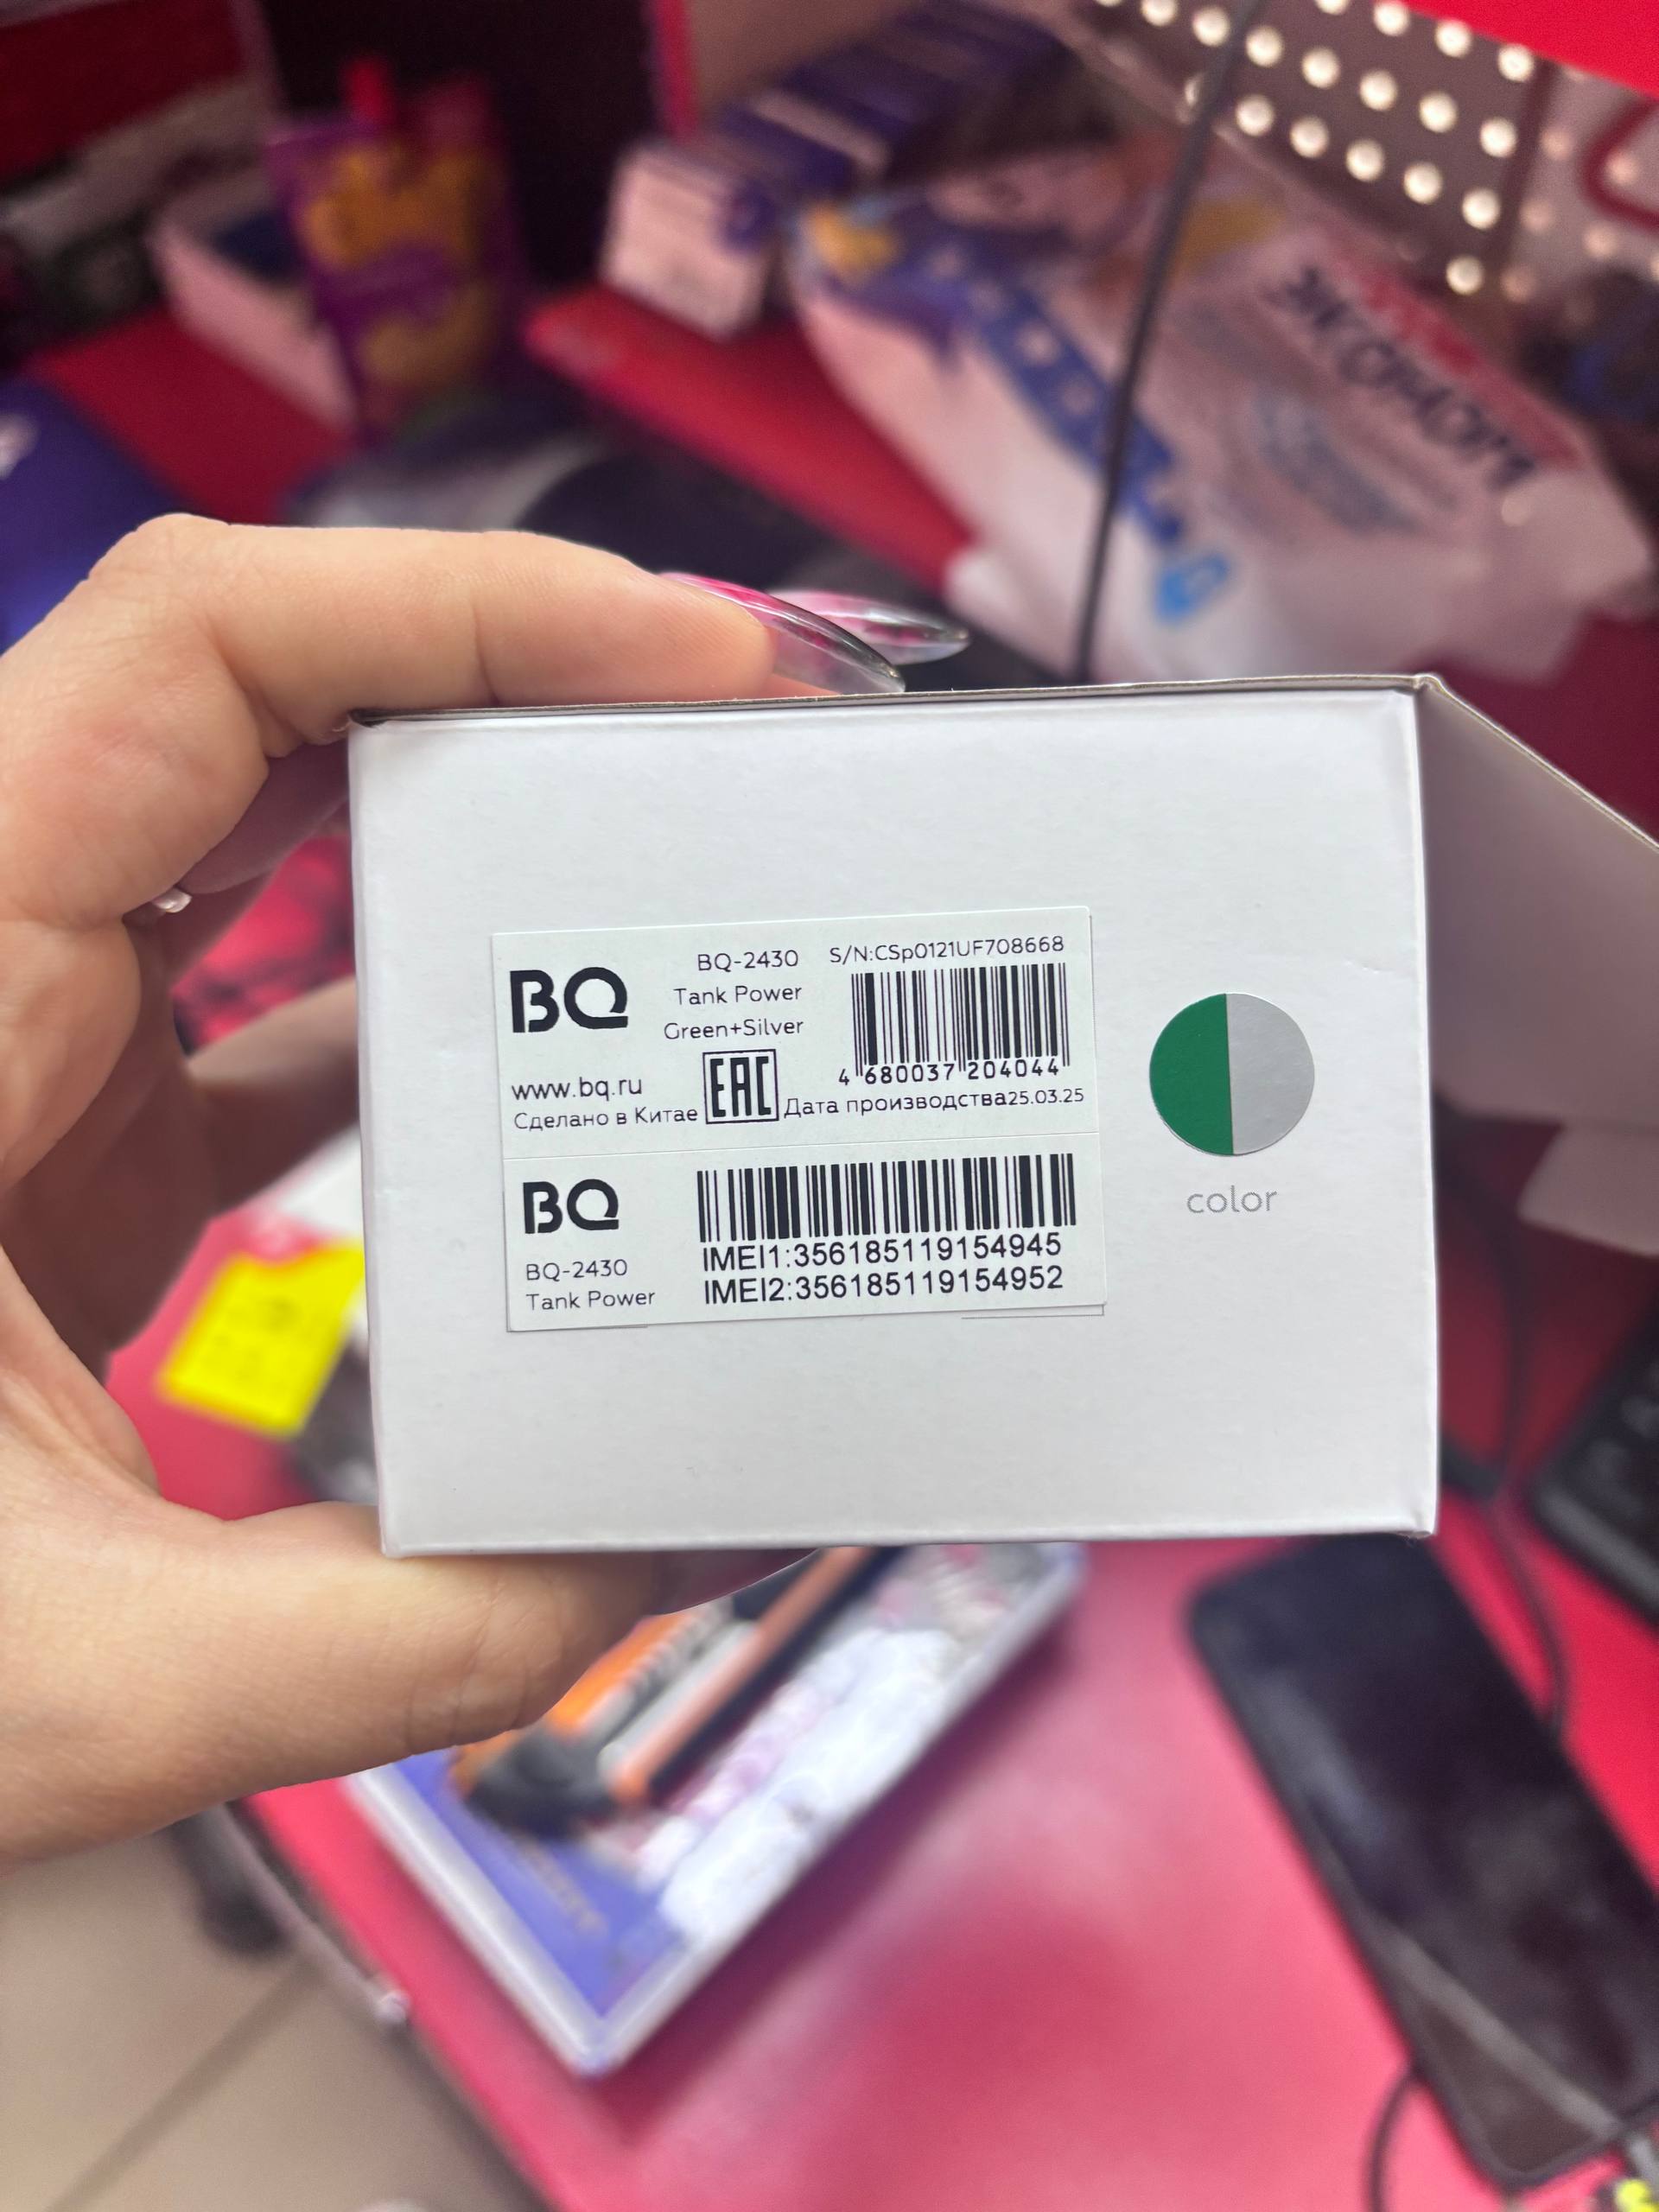 BQ
BQ-2430
Tank Power
Green+Silver
S/N:CSp0121UF708668
4 680037 204044
www.bq.ru
Сделано в Китае
EAC
Дата производства25.03.25
BQ
BQ-2430
Tank Power
IMEI1:356185119154945
IMEI2:356185119154952
color
ЭКОНОМ